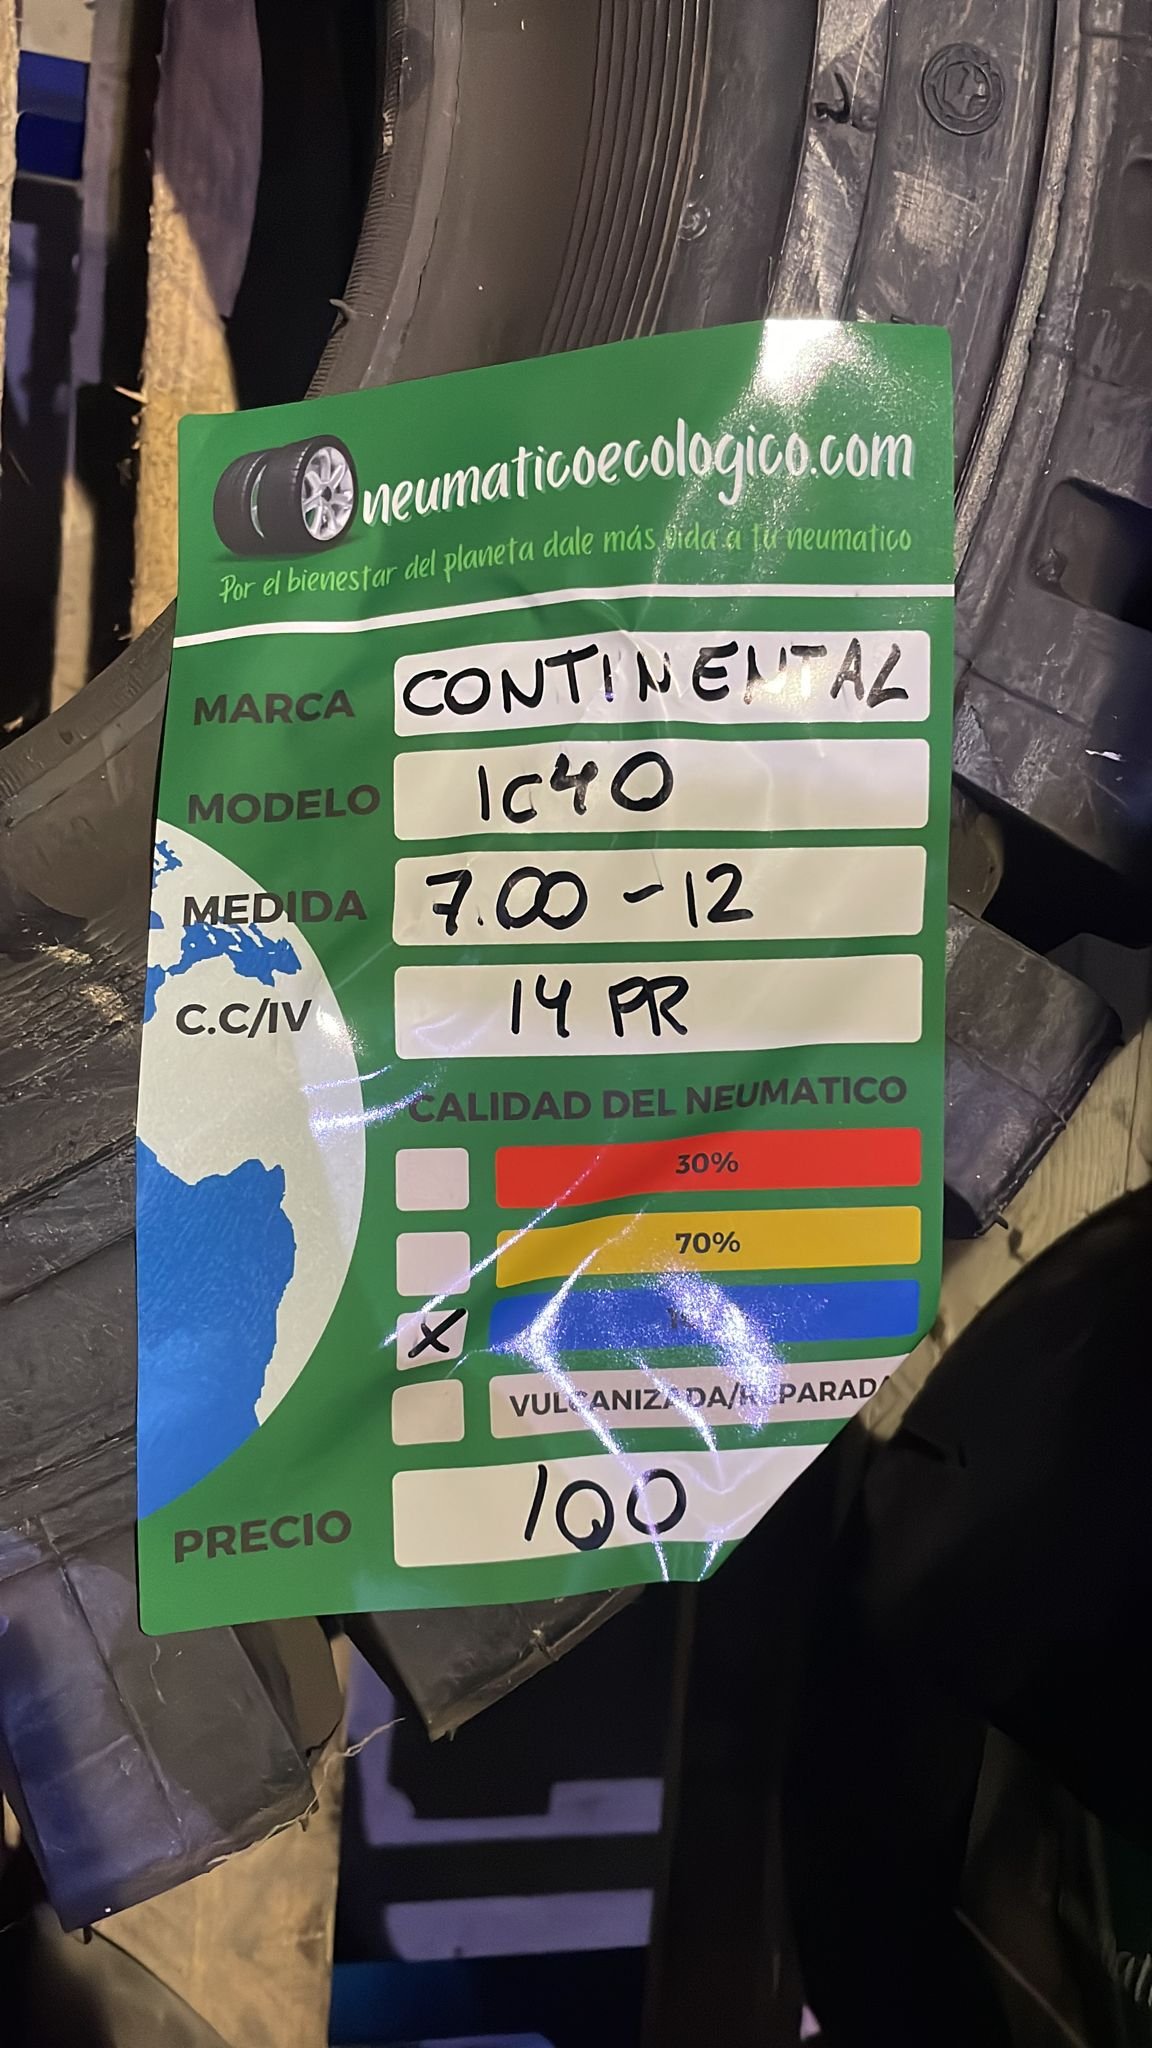 neumaticoecologico.com
Por el bienestar del planeta dale más vida a tu neumatico
MARCA CONTINENTAL
MODELO IC40
MEDIDA 7.00-12
C.C/IV 14 PR
CALIDAD DEL NEUMATICO
30%
70%
X
VULCANIZADA/REPARADA
PRECIO 100